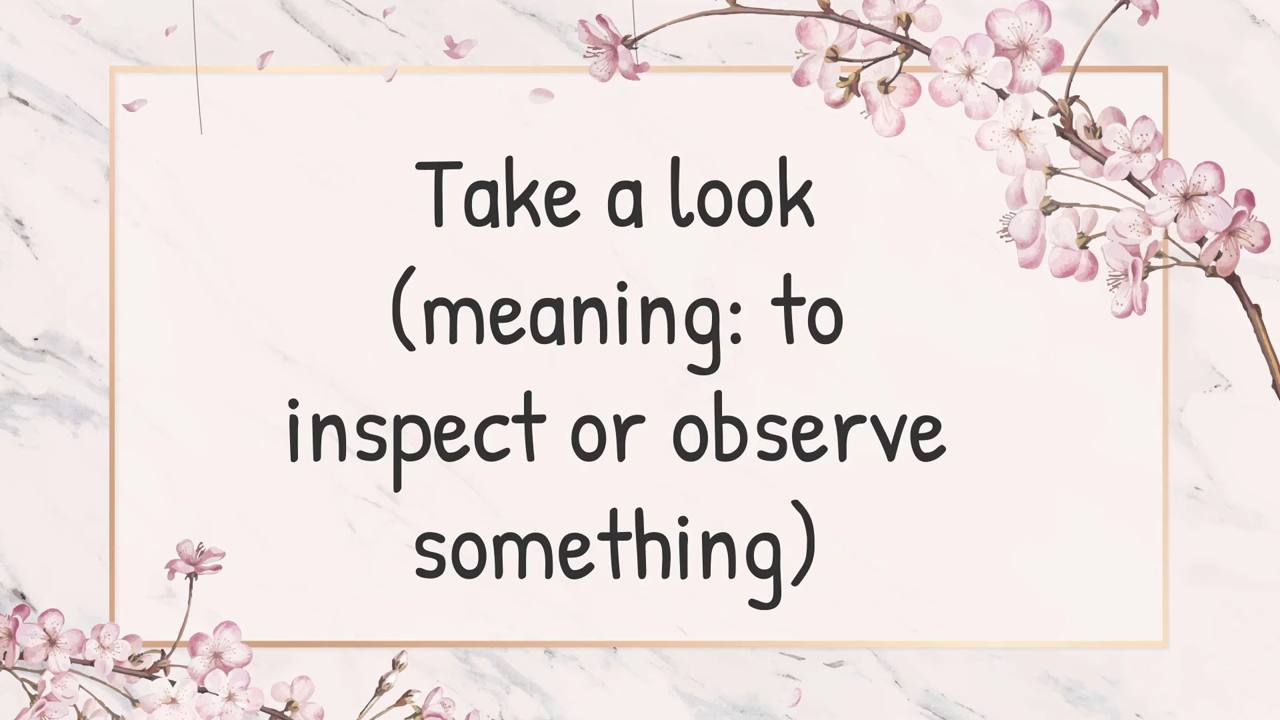 Take a look
(meaning: to
inspect or observe
something)